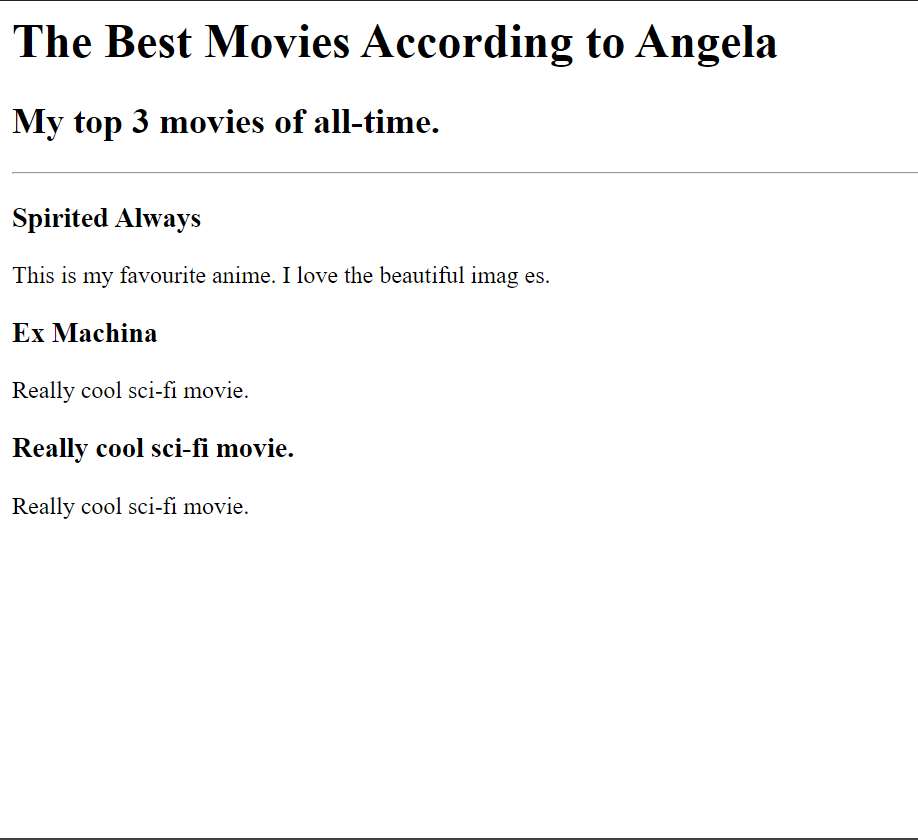 The Best Movies According to Angela
My top 3 movies of all-time.
Spirited Always
This is my favourite anime. I love the beautiful imag es.
Ex Machina
Really cool sci-fi movie.
Really cool sci-fi movie.
Really cool sci-fi movie.